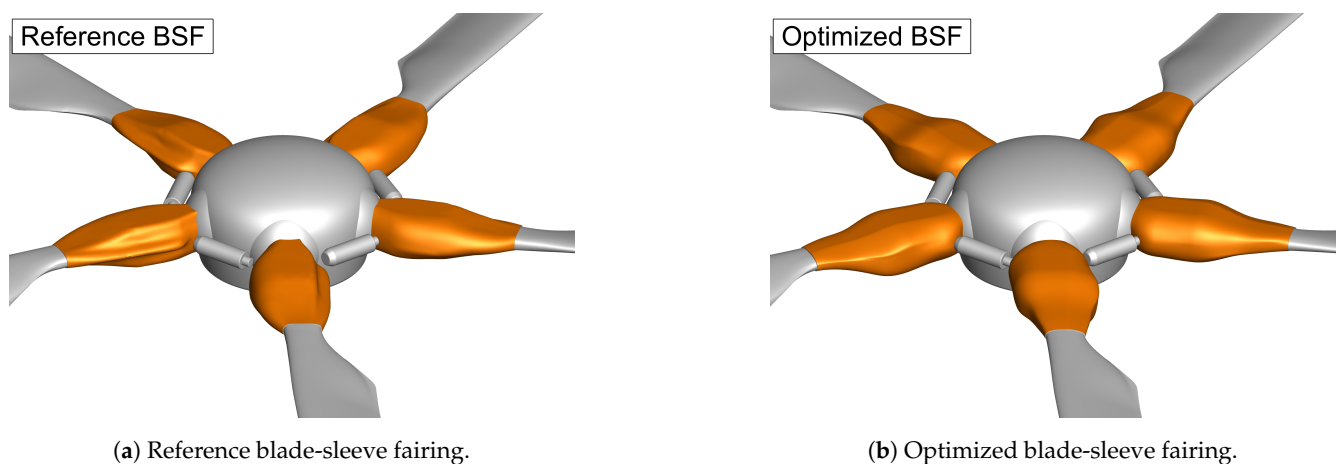 Reference BSF
Optimized BSF
(a) Reference blade-sleeve fairing.
(b) Optimized blade-sleeve fairing.